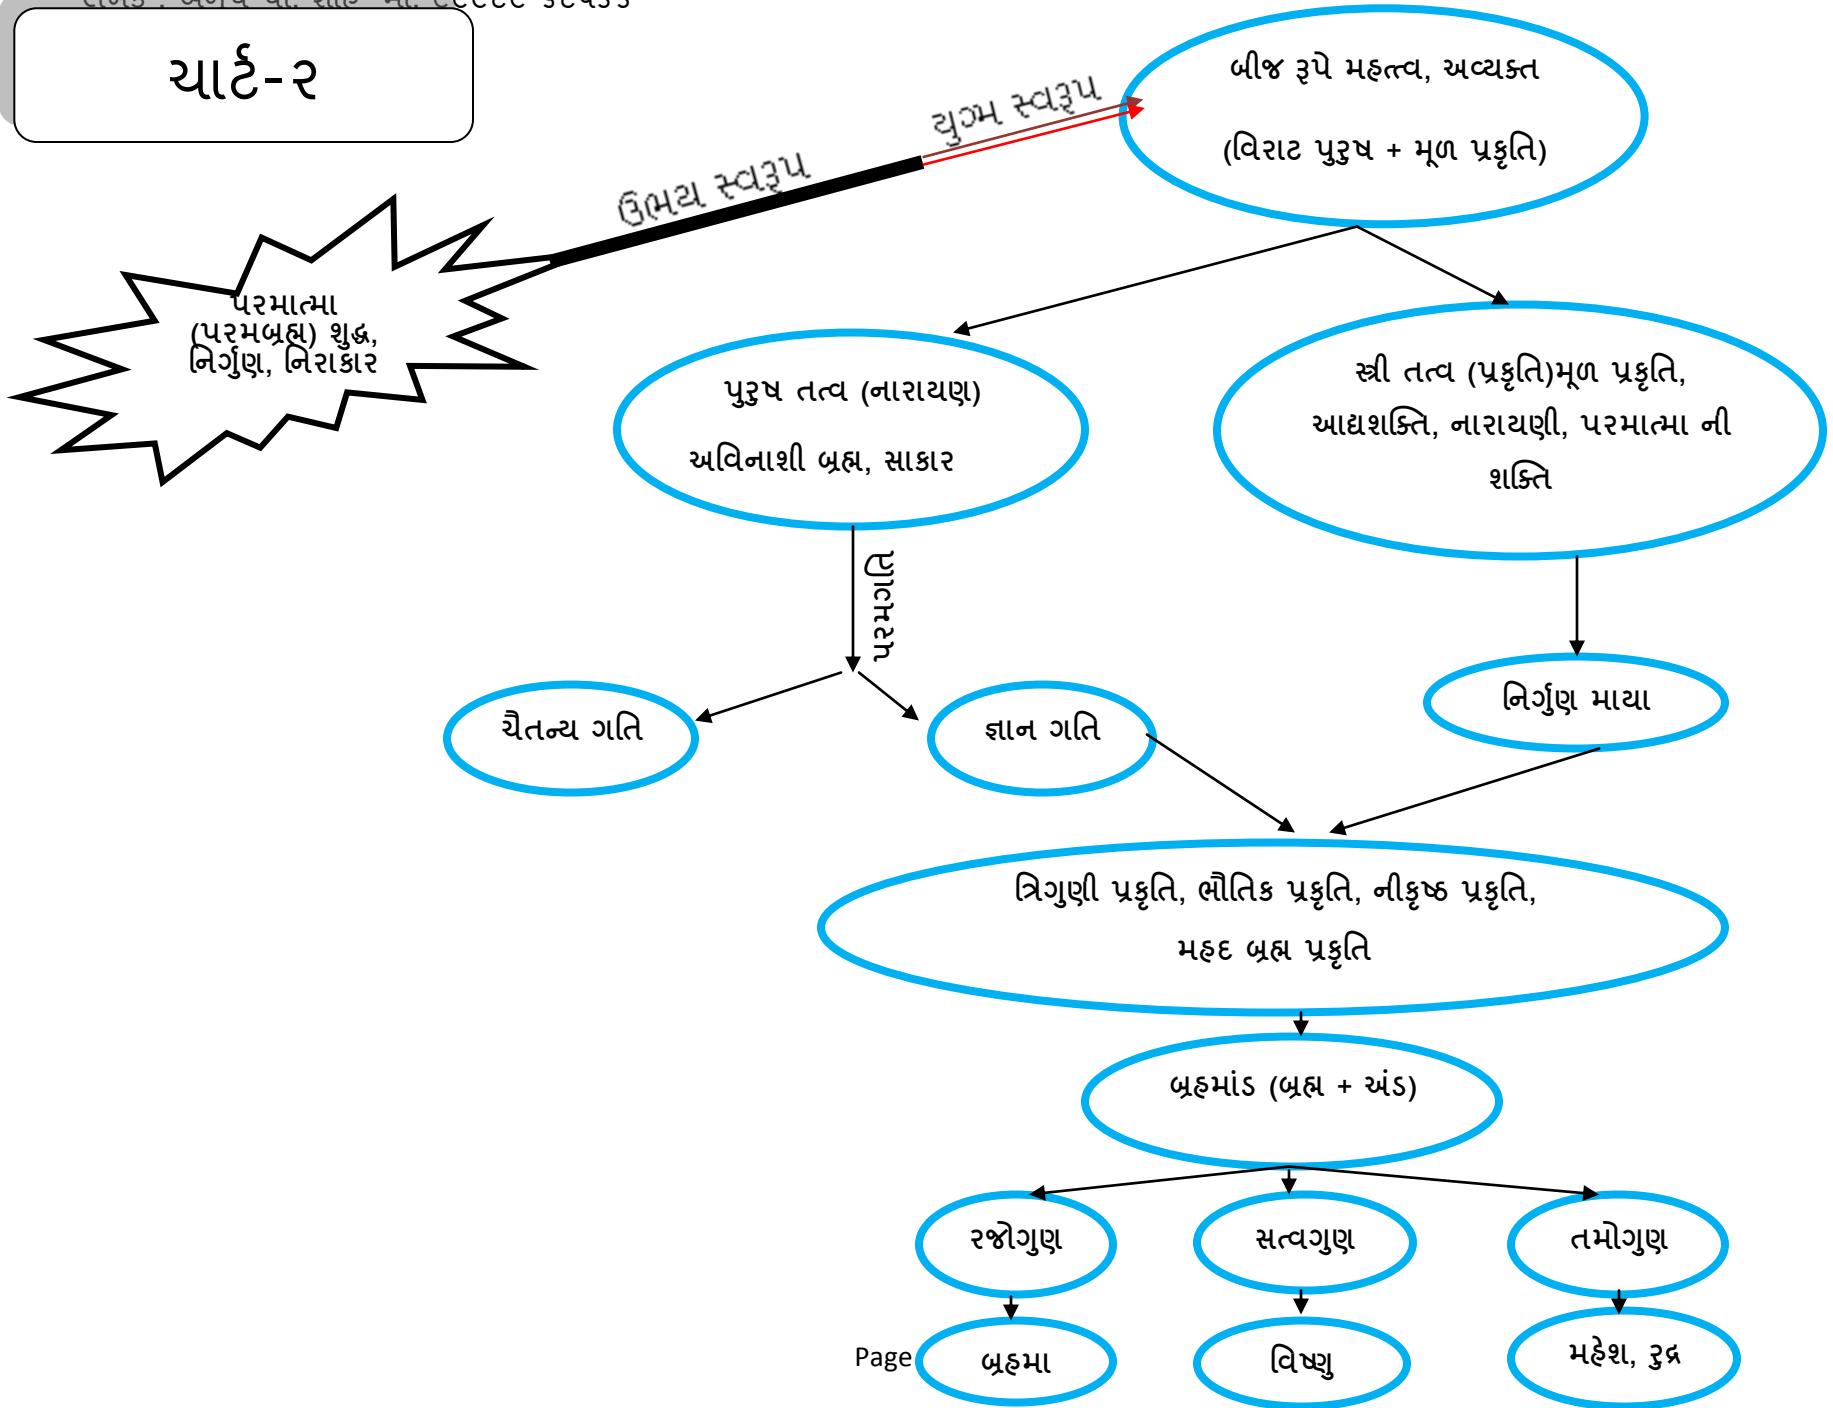 ચાર્ટ-૨
બીજ રૂપે મહત્ત્વ, અવ્યક્ત
(વિરાટ પુરુષ + મૂળ પ્રકૃતિ)
યુગ્મ સ્વરૂપ
ઉભય સ્વરૂપ
પરમાત્મા
(પરમબ્રહ્મ) શુદ્ધ,
નિર્ગુણ, નિરાકાર
પુરુષ તત્વ (નારાયણ)
અવિનાશી બ્રહ્મ, સાકાર
સ્ત્રી તત્વ (પ્રકૃતિ)મૂળ પ્રકૃતિ,
આદ્યશક્તિ, નારાયણી, પરમાત્મા ની
શક્તિ
પરમગતિ
ચૈતન્ય ગતિ
જ્ઞાન ગતિ
નિર્ગુણ માયા
ત્રિગુણી પ્રકૃતિ, ભૌતિક પ્રકૃતિ, નીકૃષ્ઠ પ્રકૃતિ,
મહદ બ્રહ્મ પ્રકૃતિ
બ્રહમાંડ (બ્રહ્મ + અંડ)
રજોગુણ
સત્વગુણ
તમોગુણ
Page
બ્રહમા
વિષ્ણુ
મહેશ, રુદ્ર